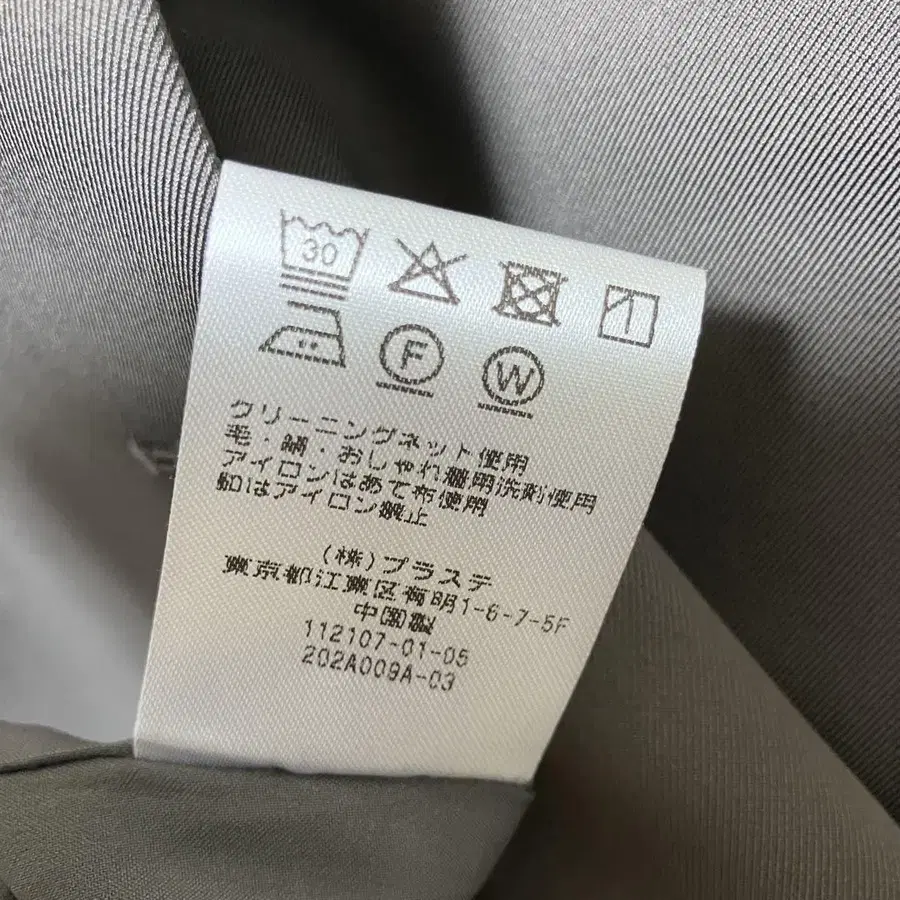 30
F
W
クリーニングネット使用
毛・絹・おしゃれ着用洗剤使用
アイロンはあて布使用
釦はアイロン禁止
(株)プラステ
東京都江東区有明1-6-7-5F
中国製
112107-01-05
202A009A-03